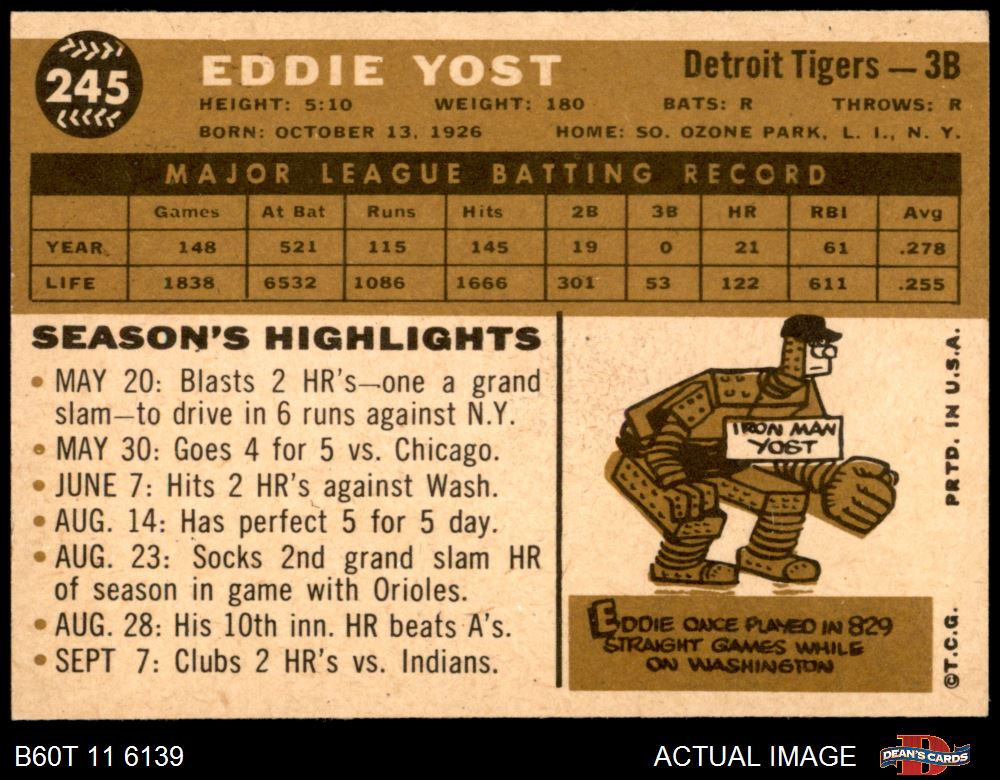 245
EDDIE YOST
Detroit Tigers — 3B
HEIGHT: 5:10 WEIGHT: 180 BATS: R THROWS: R
BORN: OCTOBER 13, 1926 HOME: SO. OZONE PARK, L. I., N. Y.
MAJOR LEAGUE BATTING RECORD
Games At Bat Runs Hits 2B 3B HR RBI Avg
YEAR 148 521 115 145 19 0 21 61 .278
LIFE 1838 6532 1086 1666 301 53 122 611 .255
SEASON'S HIGHLIGHTS
• MAY 20: Blasts 2 HR's—one a grand
slam—to drive in 6 runs against N.Y.
• MAY 30: Goes 4 for 5 vs. Chicago.
• JUNE 7: Hits 2 HR's against Wash.
• AUG. 14: Has perfect 5 for 5 day.
• AUG. 23: Socks 2nd grand slam HR
of season in game with Orioles.
• AUG. 28: His 10th inn. HR beats A's.
• SEPT 7: Clubs 2 HR's vs. Indians.
IRON MAN
YOST
EDDIE ONCE PLAYED IN 829
STRAIGHT GAMES WHILE
ON WASHINGTON
©T.C.G. PRTD. IN U.S.A.
B60T 11 6139
ACTUAL IMAGE
DEAN'S CARDS